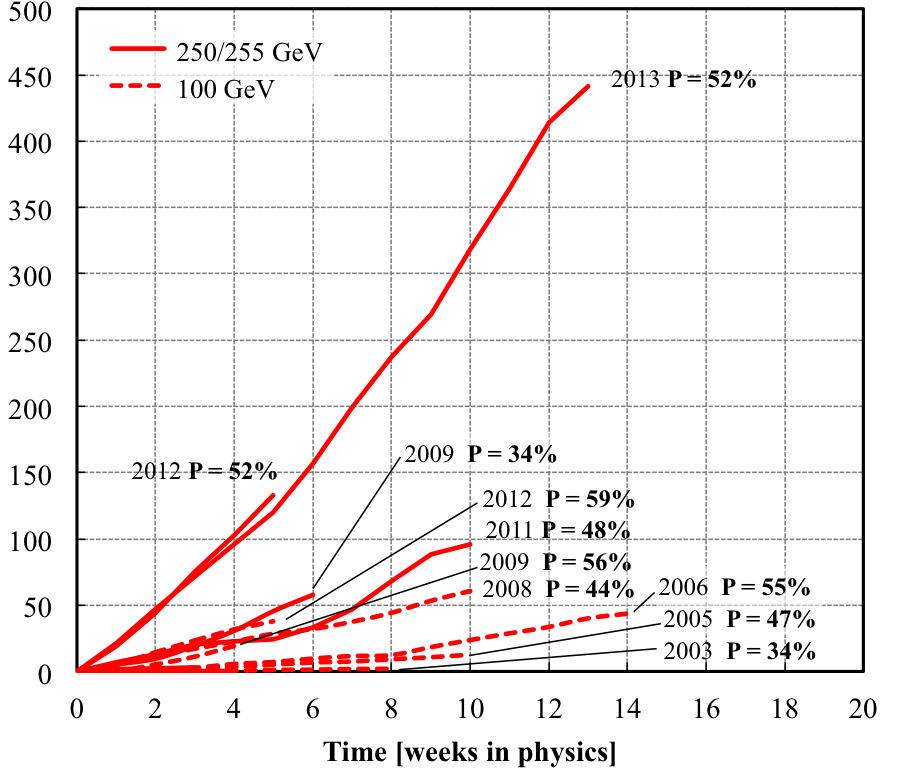 500
450
400
350
300
250
200
150
100
50
0
250/255 GeV
100 GeV
2013 P = 52%
2012 P = 52%
2009 P = 34%
2012 P = 59%
2011 P = 48%
2009 P = 56%
2008 P = 44%
2006 P = 55%
2005 P = 47%
2003 P = 34%
0 2 4 6 8 10 12 14 16 18 20
Time [weeks in physics]